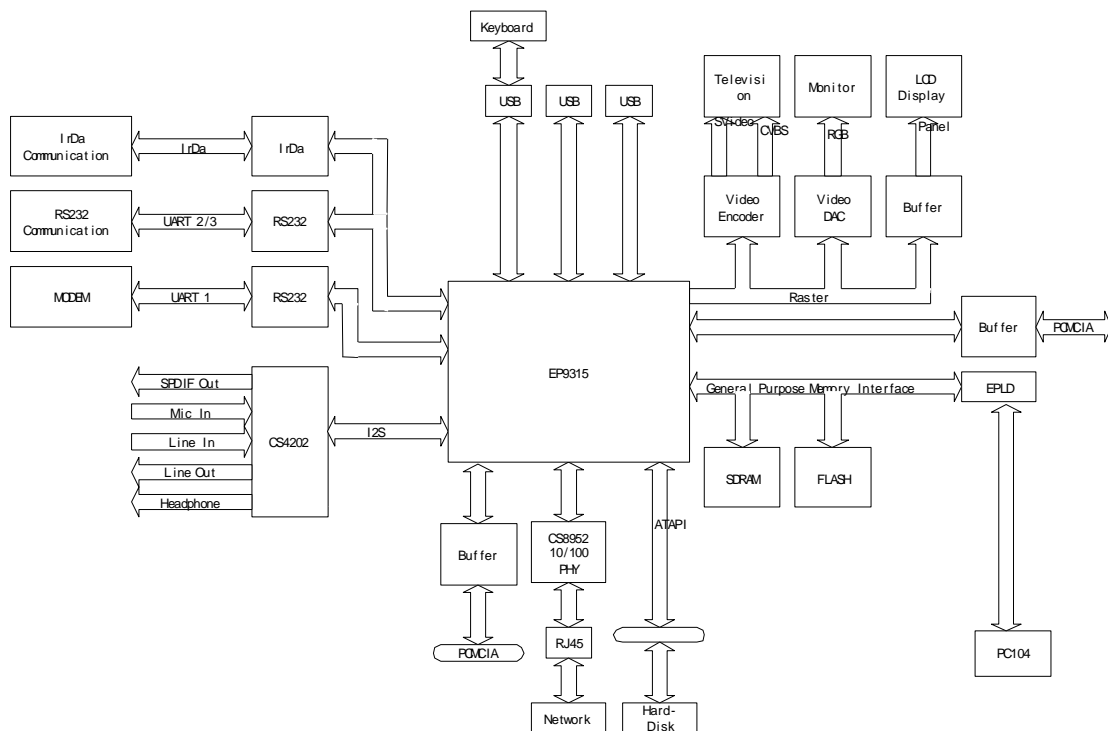 Keyboard
USB
USB
USB
Televisi
on
Monitor
LCD
Display
SVideo
CVBS
RGB
Panel
IrDa
Communication
IrDa
IrDa
RS232
Communication
UART 2/3
RS232
Video
Encoder
Video
DAC
Buffer
MODEM
UART 1
RS232
Raster
Buffer
PCMCIA
EP9315
General Purpose Memory Interface
EPLD
SPDIF Out
Mic In
Line In
Line Out
Headphone
CS4202
I2S
SDRAM
FLASH
Buffer
CS8952
10/100
PHY
ATAPI
PCMCIA
RJ45
PC104
Network
Hard-
Disk